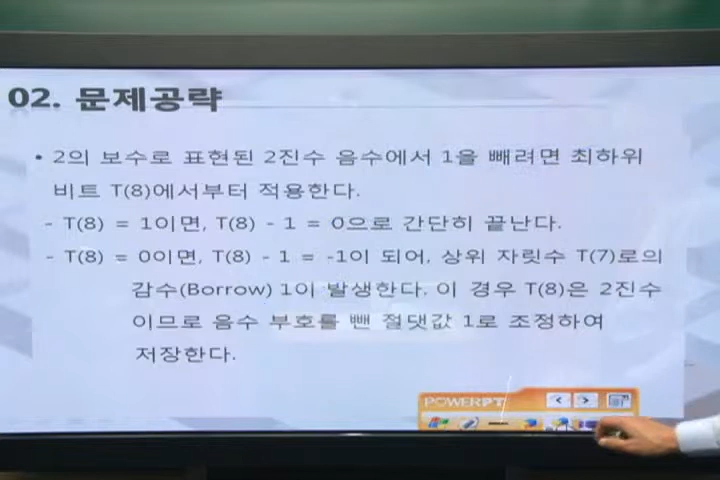 02. 문제공략
• 2의 보수로 표현된 2진수 음수에서 1을 빼려면 최하위
비트 T(8)에서부터 적용한다.
- T(8) = 1이면, T(8) - 1 = 0으로 간단히 끝난다.
- T(8) = 0이면, T(8) - 1 = -1이 되어, 상위 자릿수 T(7)로의
감수(Borrow) 1이 발생한다. 이 경우 T(8)은 2진수
이므로 음수 부호를 뺀 절댓값 1로 조정하여
저장한다.
POWERPT